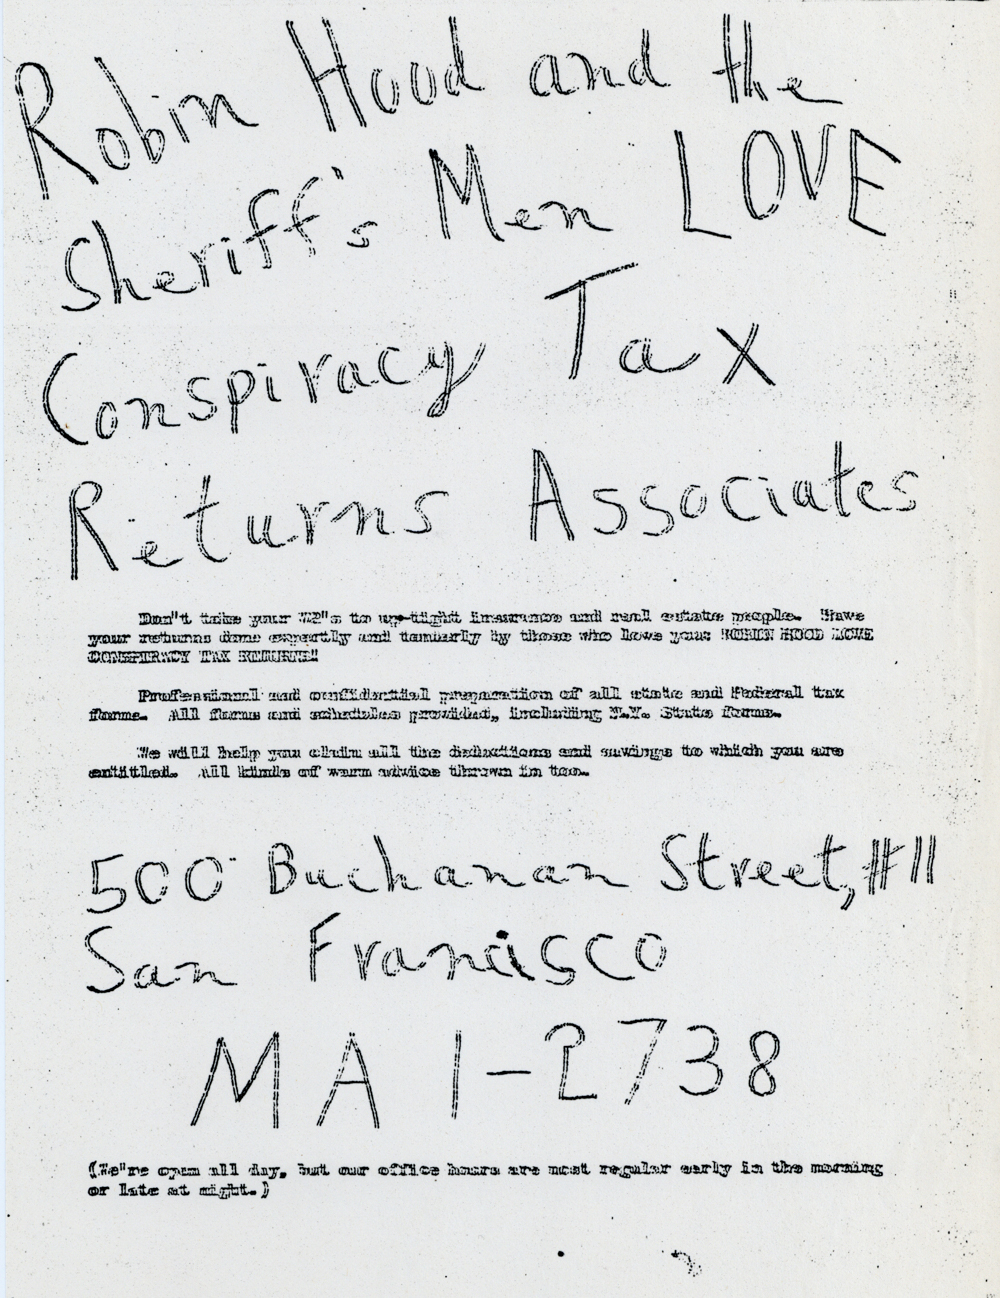 Robin Hood and the
Sheriff's Men LOVE
Conspiracy Tax
Returns Associates
Don"t take your W2"s to up-tight insurance and real estate people. Have
your returns done expertly and tenderly by those who love you: ROBIN HOOD LOVE
CONSPIRACY TAX RETURNS!!
Professional and confidential preparation of all state and Federal tax
forms. All forms and schedules provided, including N.Y. State forms.
We will help you claim all the deductions and savings to which you are
entitled. All kinds of warm advice thrown in too.
500 Buchanan Street, #11
San Francisco
MA 1-2738
(We"re open all day, but our office hours are most regular early in the morning
or late at night.)